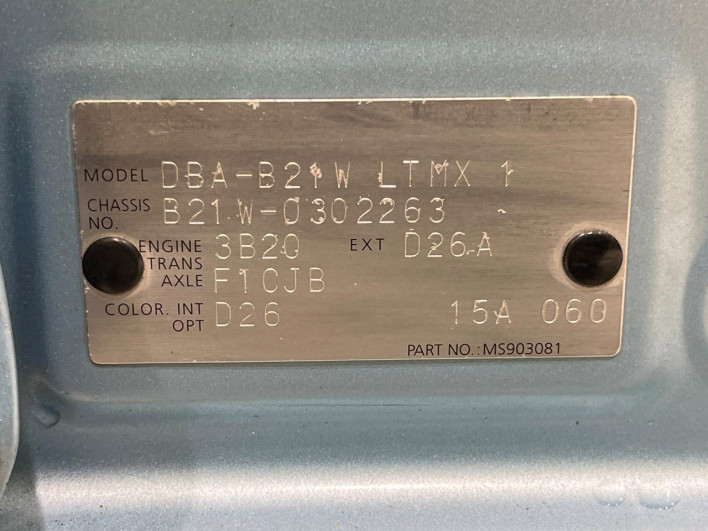 MODEL DBA-B21W LTMX 1
CHASSIS NO. B21W-0302263
ENGINE 3B20 EXT D26A
TRANS AXLE F1CJB
COLOR. INT OPT D26 15A 060
PART NO.:MS903081